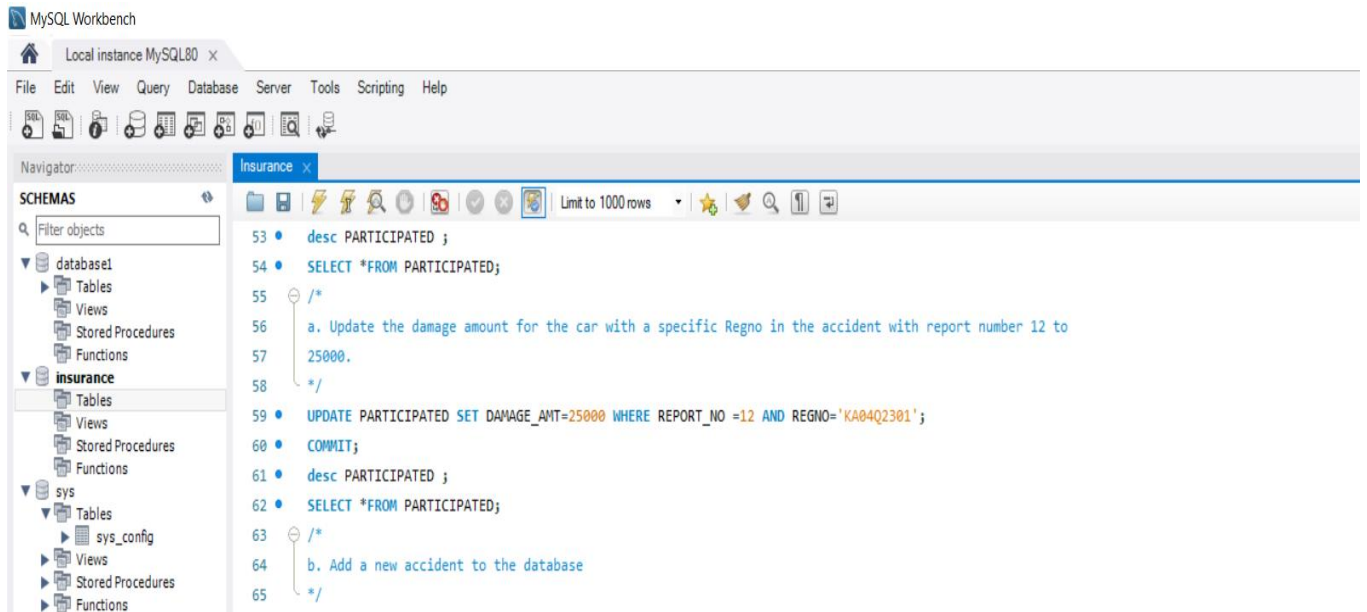 MySQL Workbench
Local instance MySQL80 ×
File Edit View Query Database Server Tools Scripting Help
Navigator
SCHEMAS
Filter objects
database1
Tables
Views
Stored Procedures
Functions
insurance
Tables
Views
Stored Procedures
Functions
sys
Tables
sys_config
Views
Stored Procedures
Functions
Insurance ×
Limit to 1000 rows
53 desc PARTICIPATED ;
54 SELECT *FROM PARTICIPATED;
55 /*
56 a. Update the damage amount for the car with a specific Regno in the accident with report number 12 to
57 25000.
58 */
59 UPDATE PARTICIPATED SET DAMAGE_AMT=25000 WHERE REPORT_NO =12 AND REGNO='KA04Q2301';
60 COMMIT;
61 desc PARTICIPATED ;
62 SELECT *FROM PARTICIPATED;
63 /*
64 b. Add a new accident to the database
65 */